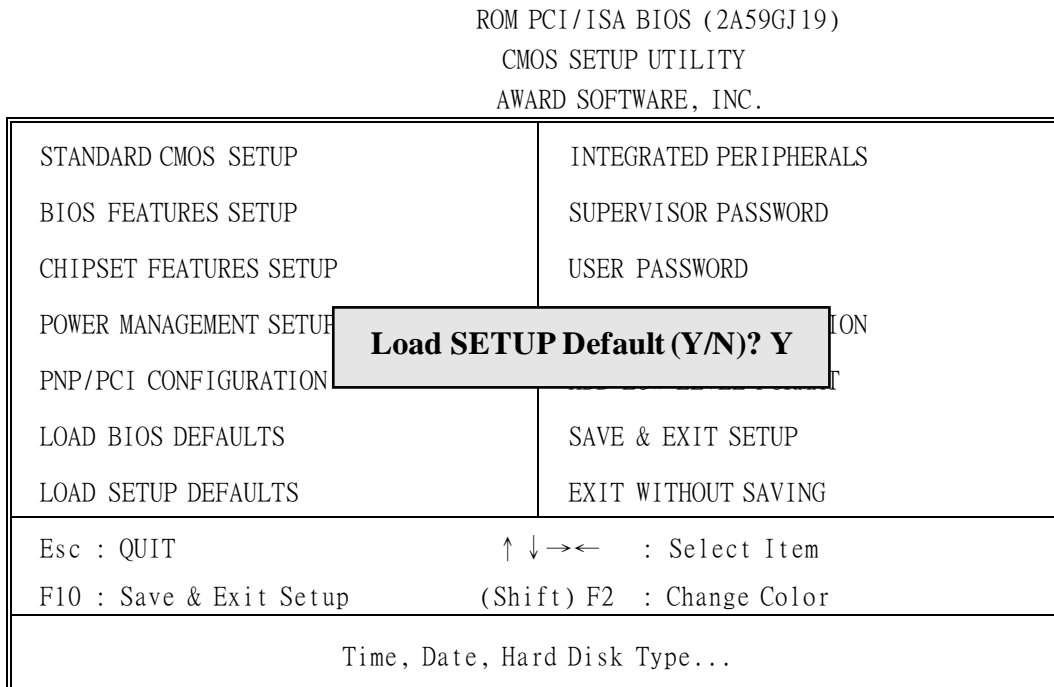 ROM PCI/ISA BIOS (2A59GJ19)
CMOS SETUP UTILITY
AWARD SOFTWARE, INC.
STANDARD CMOS SETUP
INTEGRATED PERIPHERALS
BIOS FEATURES SETUP
SUPERVISOR PASSWORD
CHIPSET FEATURES SETUP
USER PASSWORD
POWER MANAGEMENT SETUP
ION
Load SETUP Default (Y/N)? Y
PNP/PCI CONFIGURATION
LOAD BIOS DEFAULTS
SAVE & EXIT SETUP
LOAD SETUP DEFAULTS
EXIT WITHOUT SAVING
Esc : QUIT ↑↓→← : Select Item
F10 : Save & Exit Setup (Shift) F2 : Change Color
Time, Date, Hard Disk Type...